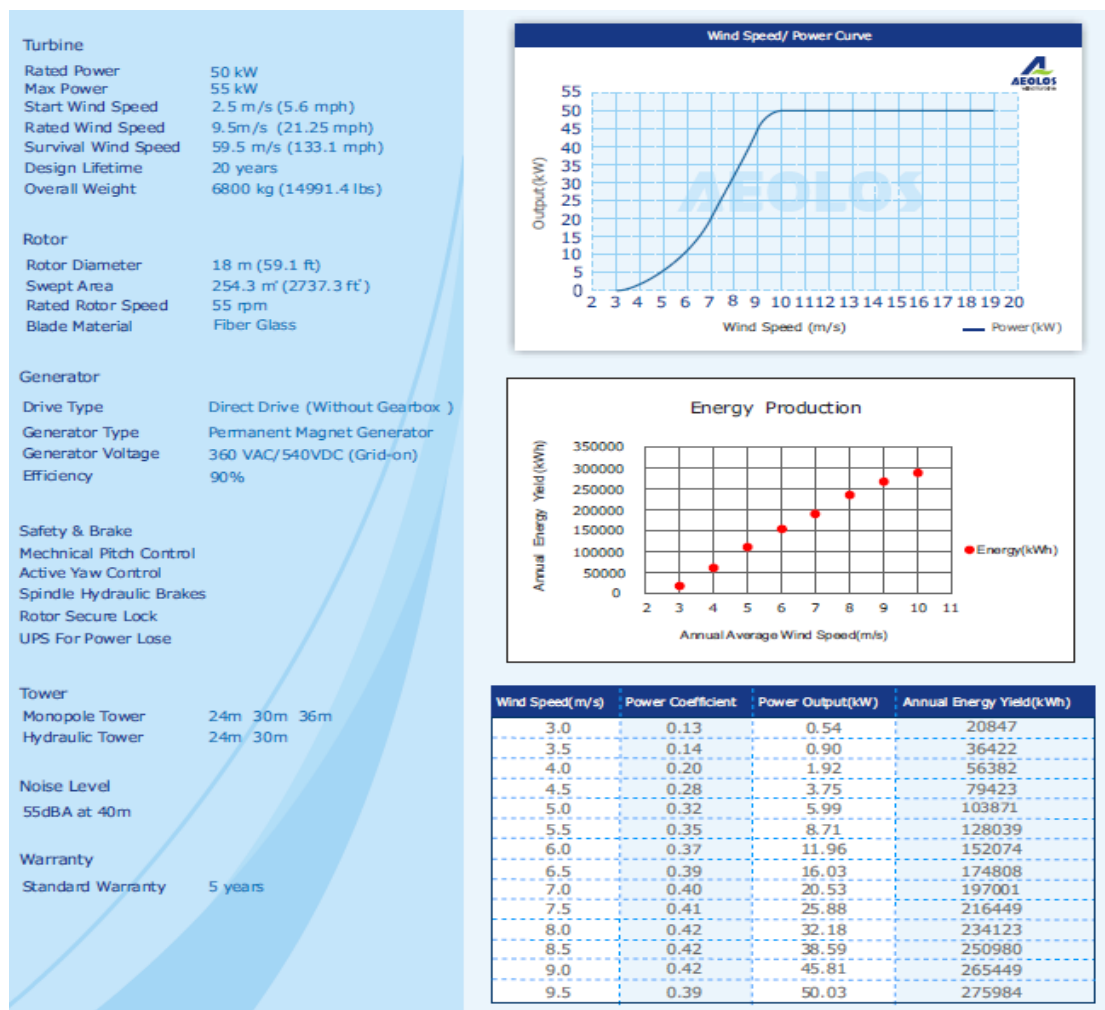 Turbine
Rated Power 50 kW
Max Power 55 kW
Start Wind Speed 2.5 m/s (5.6 mph)
Rated Wind Speed 9.5m/s (21.25 mph)
Survival Wind Speed 59.5 m/s (133.1 mph)
Design Lifetime 20 years
Overall Weight 6800 kg (14991.4 lbs)
Rotor
Rotor Diameter 18 m (59.1 ft)
Swept Area 254.3 ㎡ (2737.3 ft²)
Rated Rotor Speed 55 rpm
Blade Material Fiber Glass
Generator
Drive Type Direct Drive (Without Gearbox )
Generator Type Permanent Magnet Generator
Generator Voltage 360 VAC/540VDC (Grid-on)
Efficiency 90%
Safety & Brake
Mechnical Pitch Control
Active Yaw Control
Spindle Hydraulic Brakes
Rotor Secure Lock
UPS For Power Lose
Tower
Monopole Tower 24m 30m 36m
Hydraulic Tower 24m 30m
Noise Level
55dBA at 40m
Warranty
Standard Warranty 5 years
Wind Speed/ Power Curve
AEOLOS
AEOLOS
Output(kW)
55
50
45
40
35
30
25
20
15
10
5
0
2 3 4 5 6 7 8 9 10 11 12 13 14 15 16 17 18 19 20
Wind Speed (m/s)
Power(kW)
Energy Production
Annual Energy Yield (kWh)
350000
300000
250000
200000
150000
100000
50000
0
2 3 4 5 6 7 8 9 10 11
Energy(kWh)
Annual Average Wind Speed(m/s)
Wind Speed(m/s) Power Coefficient Power Output(kW) Annual Energy Yield(kWh)
3.0 0.13 0.54 20847
3.5 0.14 0.90 36422
4.0 0.20 1.92 56382
4.5 0.28 3.75 79423
5.0 0.32 5.99 103871
5.5 0.35 8.71 128039
6.0 0.37 11.96 152074
6.5 0.39 16.03 174808
7.0 0.40 20.53 197001
7.5 0.41 25.88 216449
8.0 0.42 32.18 234123
8.5 0.42 38.59 250980
9.0 0.42 45.81 265449
9.5 0.39 50.03 275984